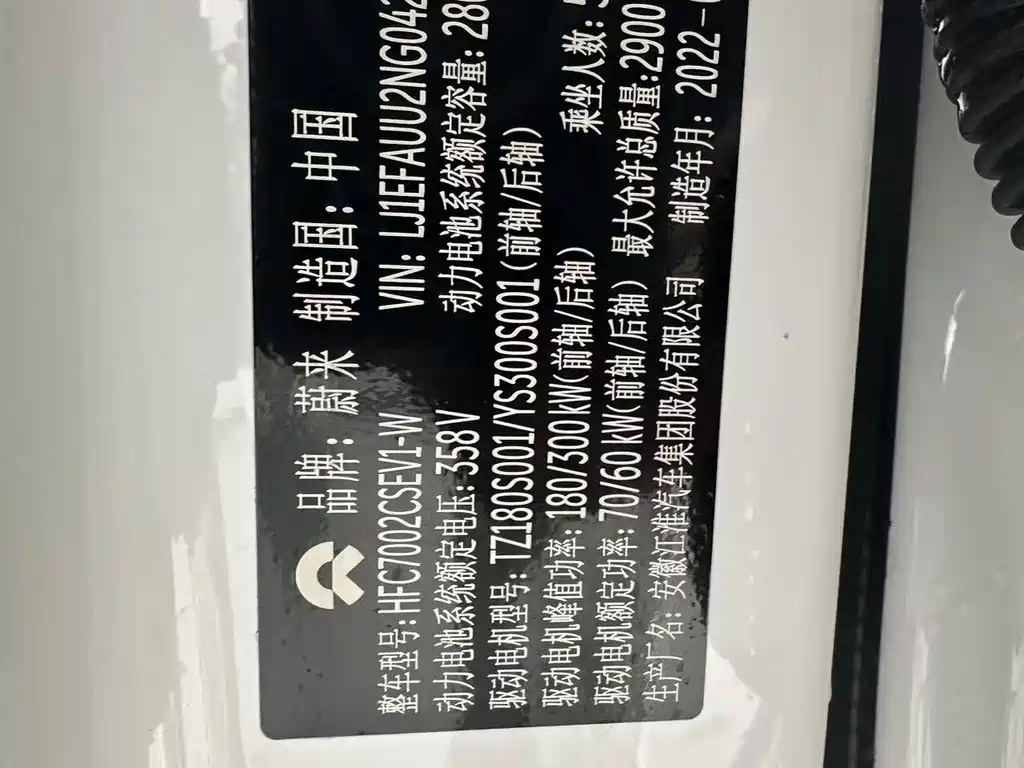 品牌：蔚来 制造国：中国
整车型号：HFC7002CSEV1-W VIN：LJ1EFAUU2NG042
动力电池系统额定电压：358V 动力电池系统额定容量：28
驱动电机型号：TZ180S001/YS300S001（前轴/后轴）
驱动电机峰值功率：180/300kW（前轴/后轴） 乘坐人数：5
驱动电机额定功率：70/60kW（前轴/后轴） 最大允许总质量：2900
生产厂名：安徽江淮汽车集团股份有限公司 制造年月：2022-